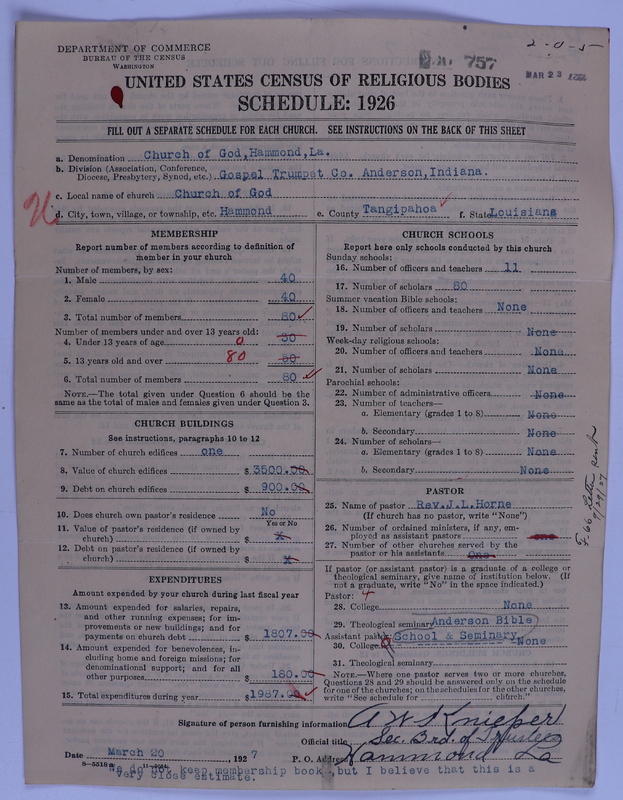 2-0-5
DEPARTMENT OF COMMERCE
BUREAU OF THE CENSUS
WASHINGTON
757
MAR 23
UNITED STATES CENSUS OF RELIGIOUS BODIES
SCHEDULE: 1926
FILL OUT A SEPARATE SCHEDULE FOR EACH CHURCH. SEE INSTRUCTIONS ON THE BACK OF THIS SHEET
a. Denomination Church of God, Hammond, La.
b. Division (Association, Conference,
Diocese, Presbytery, Synod, etc.) Gospel Trumpet Co. Anderson, Indiana.
c. Local name of church Church of God
d. City, town, village, or township, etc. Hammond e. County Tangipahoa f. State Louisiana
MEMBERSHIP
Report number of members according to definition of
member in your church
Number of members, by sex:
1. Male 40
2. Female 40
3. Total number of members 80
Number of members under and over 13 years old:
4. Under 13 years of age 0 30
5. 13 years old and over 80
6. Total number of members 80
NOTE.—The total given under Question 6 should be the
same as the total of males and females given under Question 3.
CHURCH BUILDINGS
See instructions, paragraphs 10 to 12
7. Number of church edifices one
8. Value of church edifices $ 3500.00
9. Debt on church edifices $ 900.00
10. Does church own pastor's residence No
Yes or No
11. Value of pastor's residence (if owned by
church) $ x
12. Debt on pastor's residence (if owned by
church) $ x
EXPENDITURES
Amount expended by your church during last fiscal year
13. Amount expended for salaries, repairs,
and other running expenses; for im-
provements or new buildings; and for
payments on church debt $ 1807.00
14. Amount expended for benevolences, in-
cluding home and foreign missions; for
denominational support; and for all
other purposes $ 180.00
15. Total expenditures during year $ 1987.00
CHURCH SCHOOLS
Report here only schools conducted by this church
Sunday schools:
16. Number of officers and teachers 11
17. Number of scholars 80
Summer vacation Bible schools:
18. Number of officers and teachers None
19. Number of scholars None
Week-day religious schools:
20. Number of officers and teachers None
21. Number of scholars None
Parochial schools:
22. Number of administrative officers None
23. Number of teachers—
a. Elementary (grades 1 to 8) None
b. Secondary None
24. Number of scholars—
a. Elementary (grades 1 to 8) None
b. Secondary None
PASTOR
25. Name of pastor Rev. J. L. Horne
(If church has no pastor, write "None")
26. Number of ordained ministers, if any, em-
ployed as assistant pastors one
27. Number of other churches served by the
pastor or his assistants One
If pastor (or assistant pastor) is a graduate of a college or
theological seminary, give name of institution below. (If
not a graduate, write "No" in the space indicated.)
Pastor: 4
28. College None
29. Theological seminary Anderson Bible
Assistant pastor: School & Seminary
30. College None
31. Theological seminary
NOTE.—Where one pastor serves two or more churches,
Questions 28 and 29 should be answered only on the schedule
for one of the churches; on the schedules for the other churches,
write "See schedule for church."
Signature of person furnishing information A W Knieper
Official title Sec. Brd. of Trustees
Date March 20 1927 P. O. Address Hammond La
We do not keep membership book, but I believe that this is a
very close estimate.